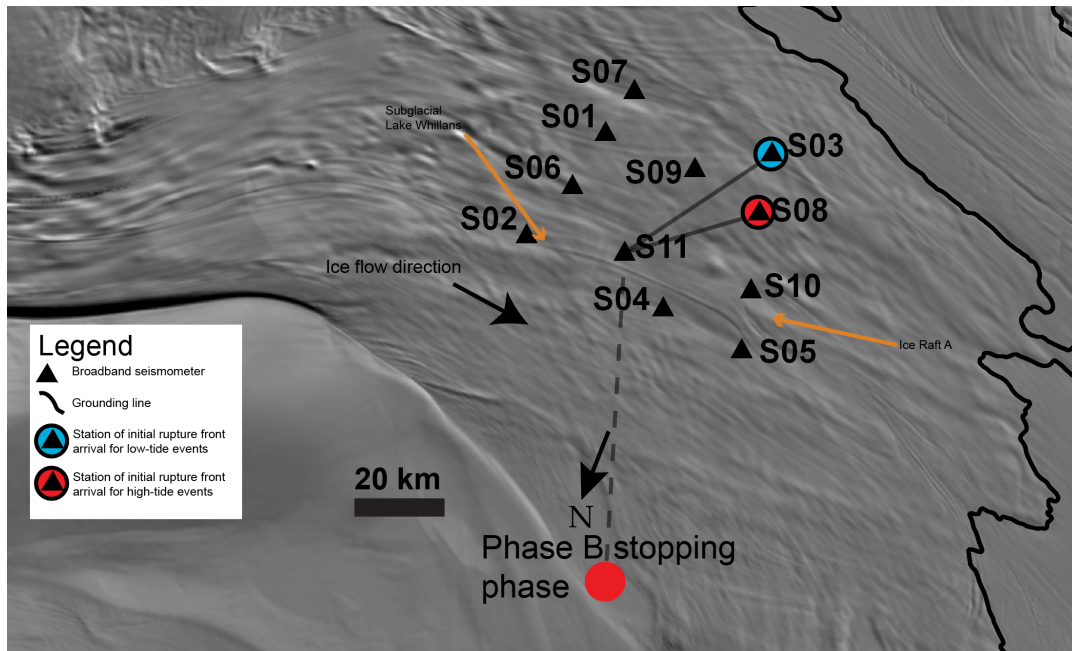 S07
Subglacial
Lake Whillans
S01
S03
S06
S09
S02
S08
S11
Ice flow direction
S04
S10
Ice Raft A
S05
Legend
Broadband seismometer
Grounding line
Station of initial rupture front
arrival for low-tide events
Station of initial rupture front
arrival for high-tide events
20 km
N
Phase B stopping
phase